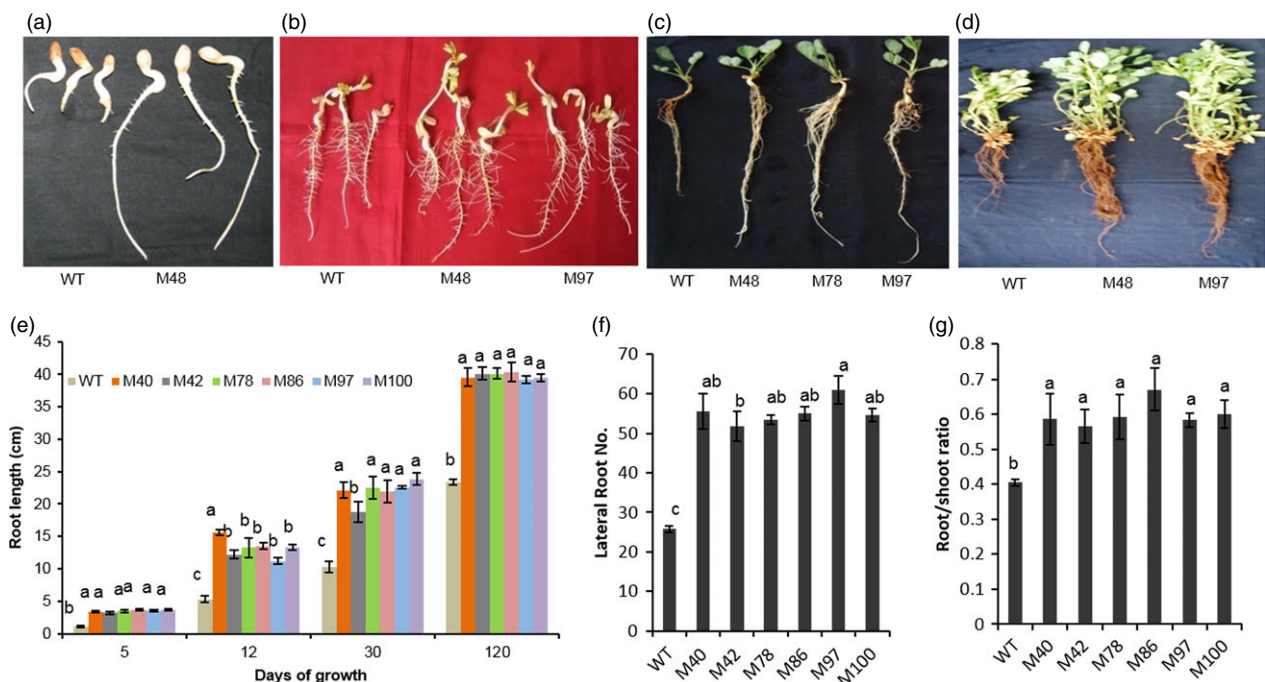 (a)
(b)
(c)
(d)
WT M48
WT M48 M97
WT M48 M78 M97
WT M48 M97
(e)
Root length (cm)
45
40
35
30
25
20
15
10
5
0
WT M40 M42 M78 M86 M97 M100
b a a a a a a
c a b b b b b
c a b a a a a
b a a a a a a
5 12 30 120
Days of growth
(f)
Lateral Root No.
70
60
50
40
30
20
10
0
c ab b ab ab a ab
WT M40 M42 M78 M86 M97 M100
(g)
Root/shoot ratio
0.8
0.7
0.6
0.5
0.4
0.3
0.2
0.1
0
b a a a a a a
WT M40 M42 M78 M86 M97 M100